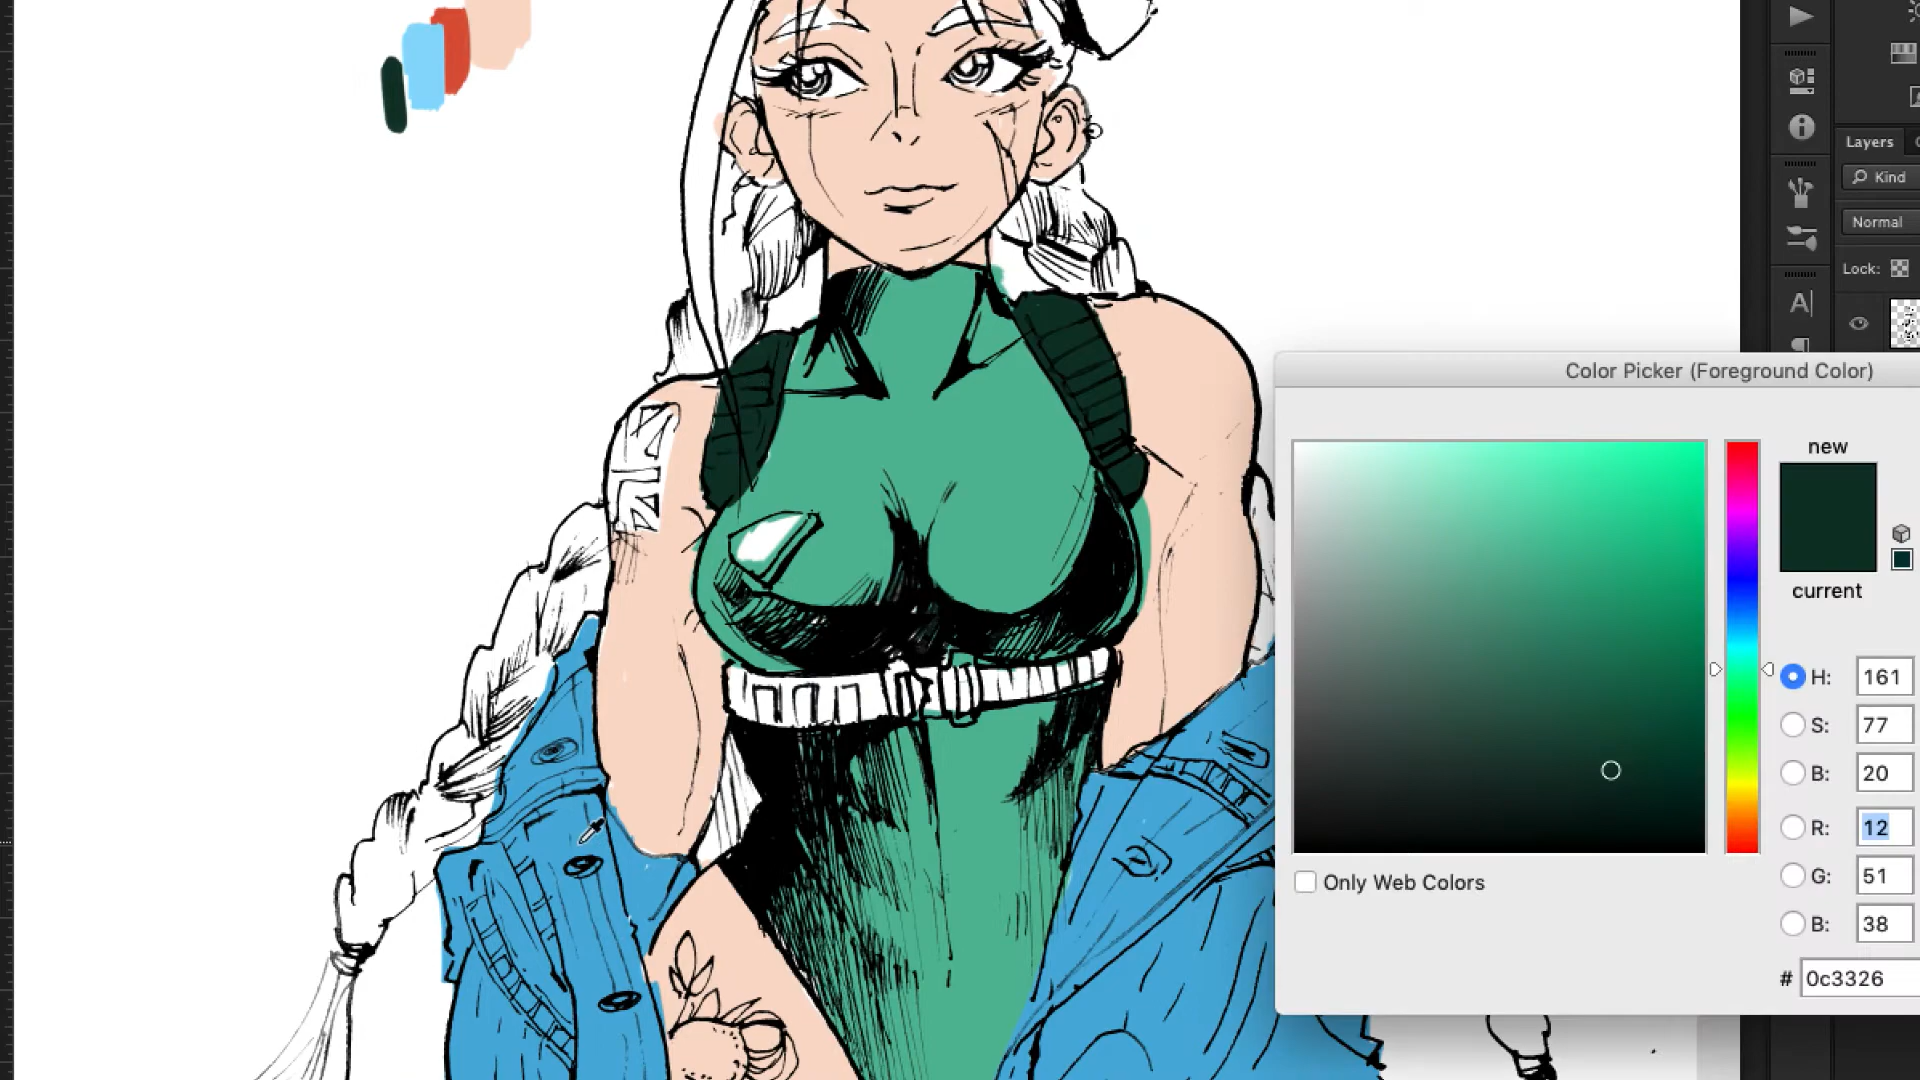 Layers
Kind
Normal
Lock:
A
Color Picker (Foreground Color)
new
current
H: 161
S: 77
B: 20
R: 12
G: 51
B: 38
# 0c3326
Only Web Colors